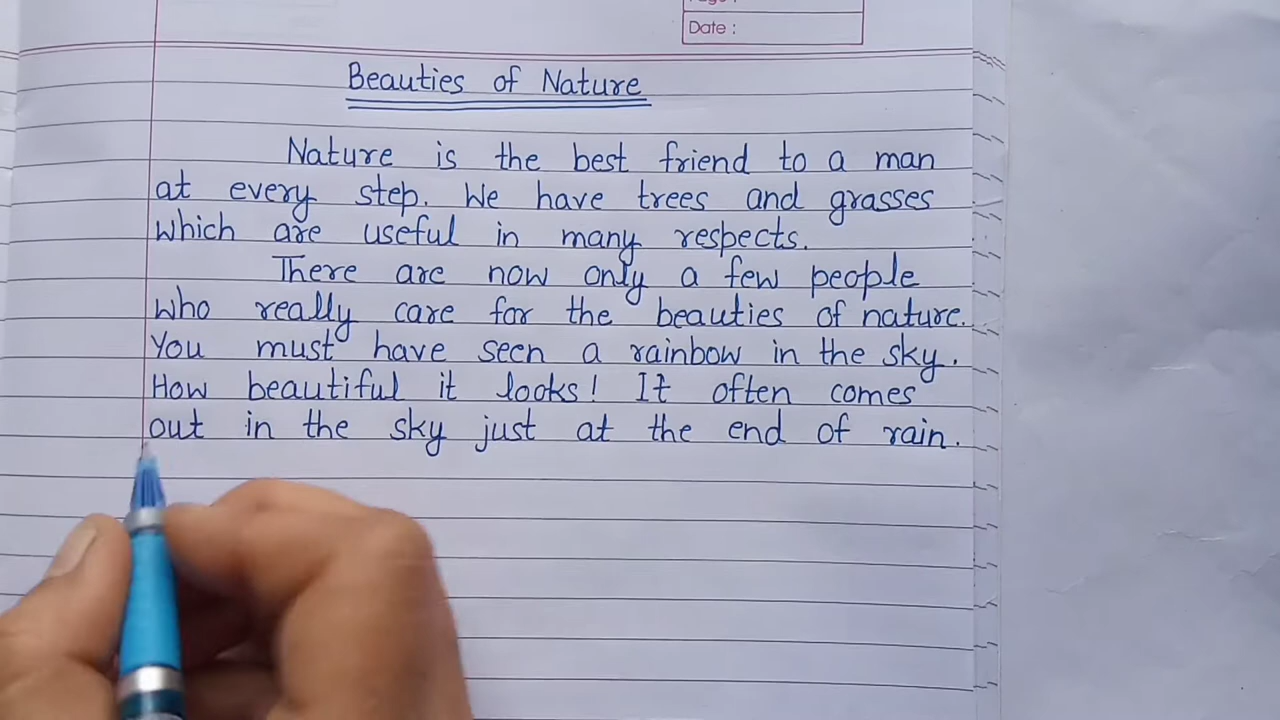 Date :
Beauties of Nature
Nature is the best friend to a man
at every step. We have trees and grasses
which are useful in many respects.
There are now only a few people
who really care for the beauties of nature.
You must have seen a rainbow in the sky.
How beautiful it looks! It often comes
out in the sky just at the end of rain.